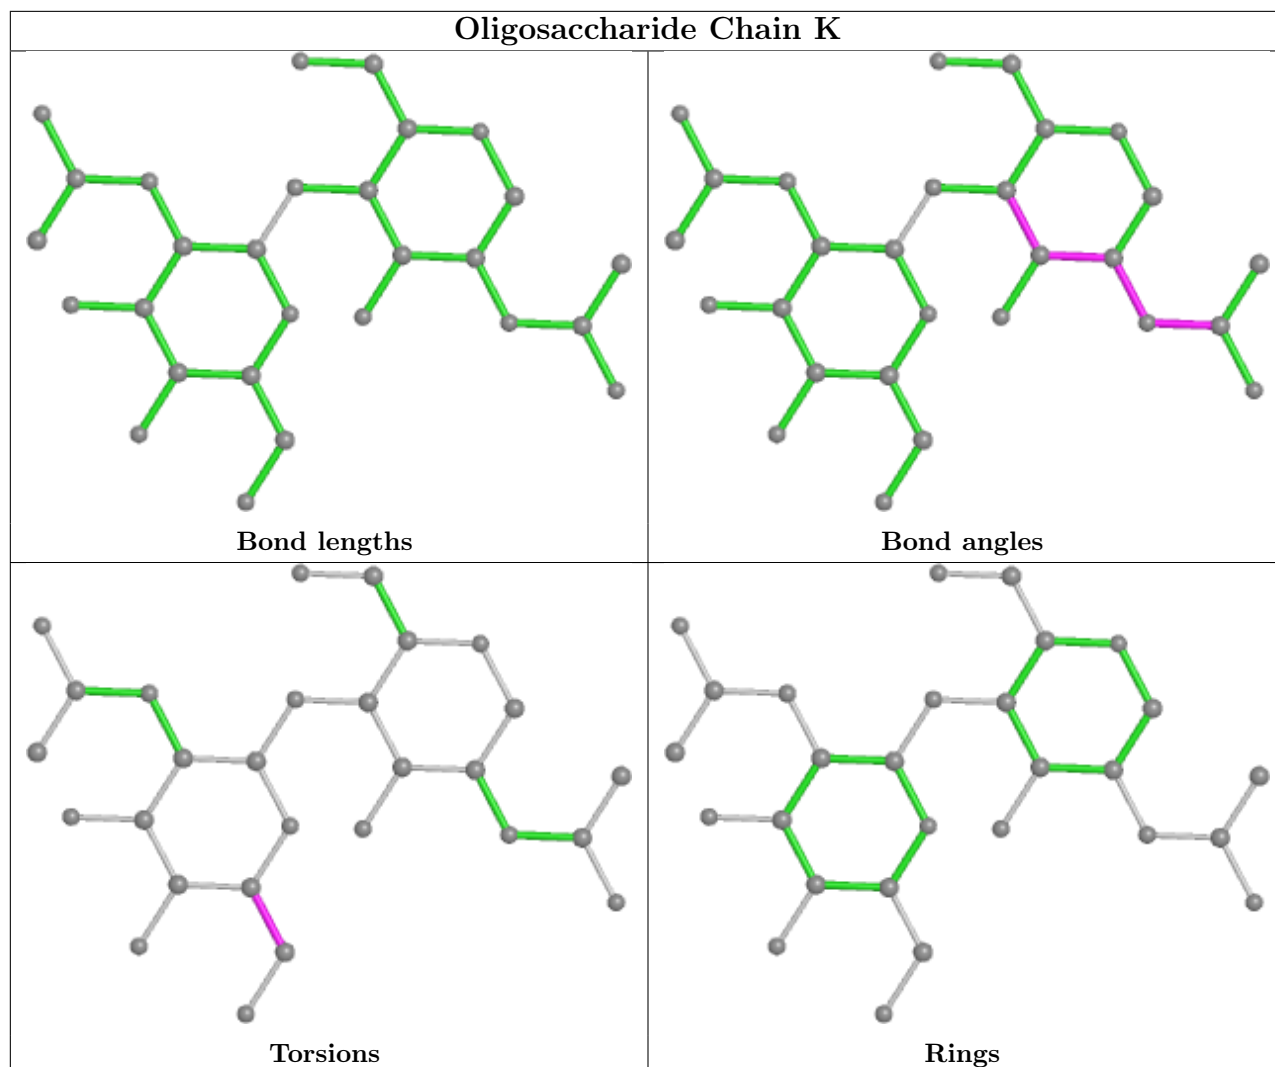 Oligosaccharide Chain K
Bond lengths
Bond angles
Torsions
Rings